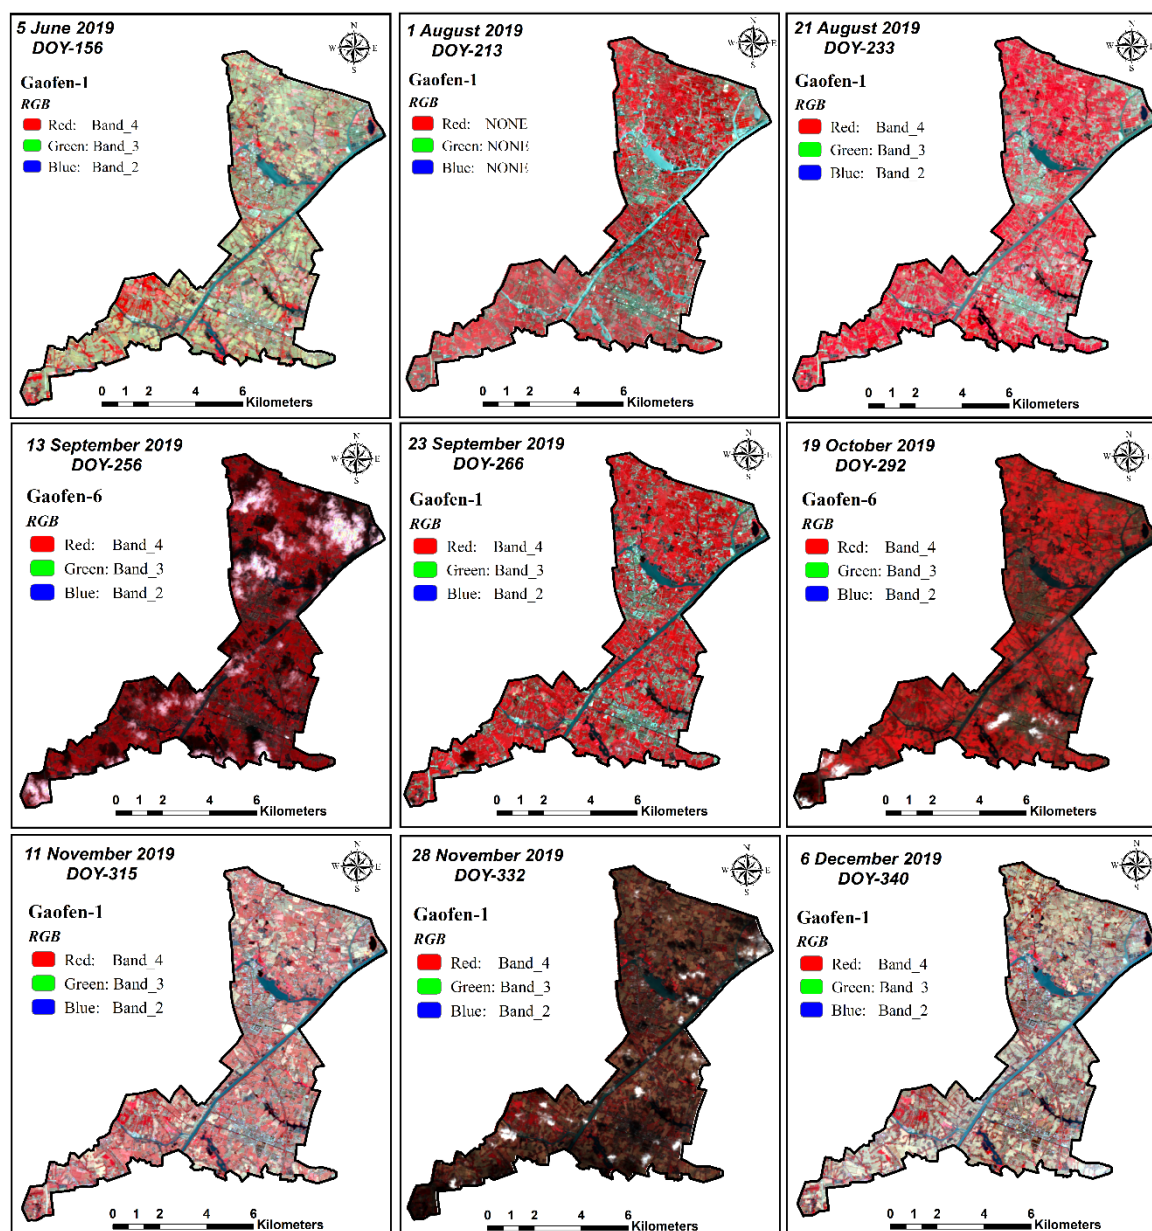 5 June 2019
DOY-156
N
W E
S
Gaofen-1
RGB
Red: Band_4
Green: Band_3
Blue: Band_2
0 1 2 4 6
Kilometers
1 August 2019
DOY-213
N
W E
S
Gaofen-1
RGB
Red: NONE
Green: NONE
Blue: NONE
0 1 2 4 6
Kilometers
21 August 2019
DOY-233
N
W E
S
Gaofen-1
RGB
Red: Band_4
Green: Band_3
Blue: Band_2
0 1 2 4 6
Kilometers
13 September 2019
DOY-256
N
W E
S
Gaofen-6
RGB
Red: Band_4
Green: Band_3
Blue: Band_2
0 1 2 4 6
Kilometers
23 September 2019
DOY-266
N
W E
S
Gaofen-1
RGB
Red: Band_4
Green: Band_3
Blue: Band_2
0 1 2 4 6
Kilometers
19 October 2019
DOY-292
N
W E
S
Gaofen-6
RGB
Red: Band_4
Green: Band_3
Blue: Band_2
0 1 2 4 6
Kilometers
11 November 2019
DOY-315
N
W E
S
Gaofen-1
RGB
Red: Band_4
Green: Band_3
Blue: Band_2
0 1 2 4 6
Kilometers
28 November 2019
DOY-332
N
W E
S
Gaofen-1
RGB
Red: Band_4
Green: Band_3
Blue: Band_2
0 1 2 4 6
Kilometers
6 December 2019
DOY-340
N
W E
S
Gaofen-1
RGB
Red: Band_4
Green: Band_3
Blue: Band_2
0 1 2 4 6
Kilometers